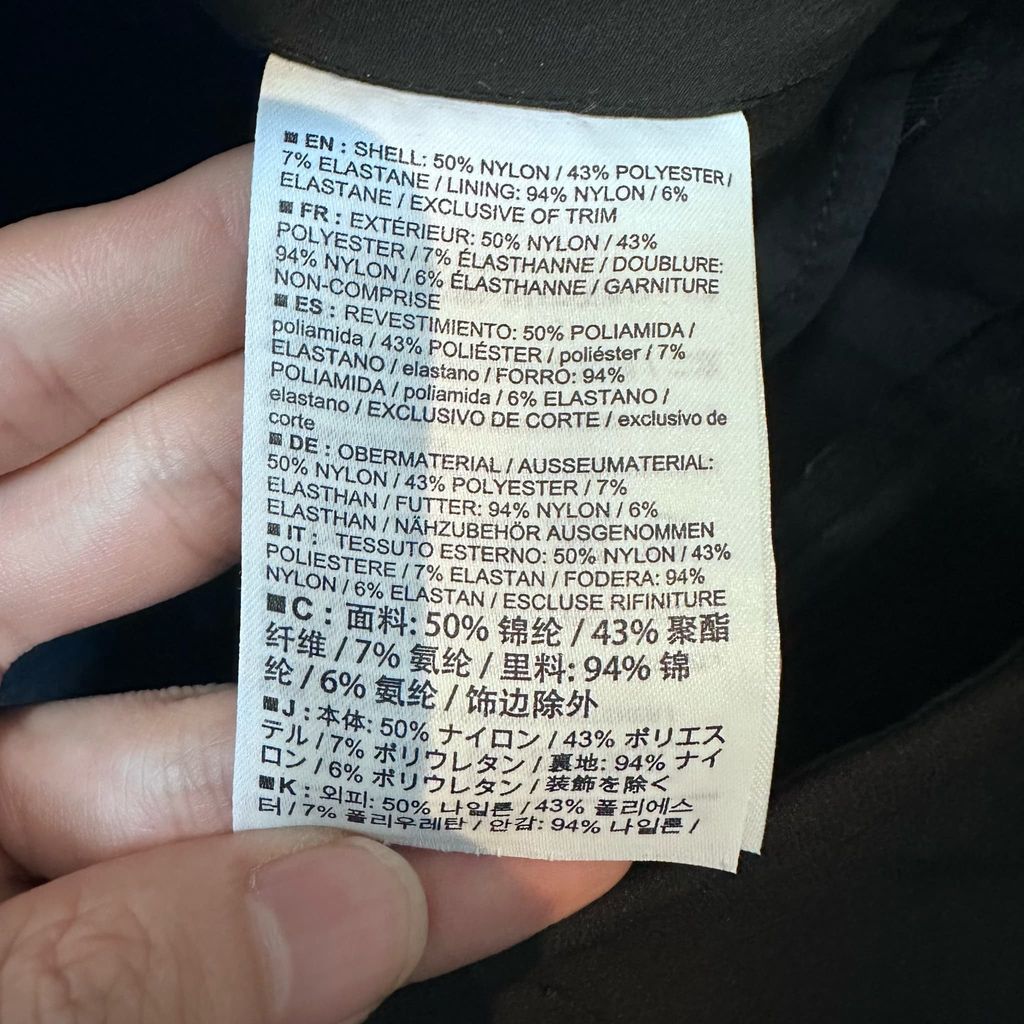 ■ EN : SHELL: 50% NYLON / 43% POLYESTER /
7% ELASTANE / LINING: 94% NYLON / 6%
ELASTANE / EXCLUSIVE OF TRIM
■ FR : EXTÉRIEUR: 50% NYLON / 43%
POLYESTER / 7% ÉLASTHANNE / DOUBLURE:
94% NYLON / 6% ÉLASTHANNE / GARNITURE
NON-COMPRISE
■ ES : REVESTIMIENTO: 50% POLIAMIDA /
poliamida / 43% POLIÉSTER / poliéster / 7%
ELASTANO / elastano / FORRO: 94%
POLIAMIDA / poliamida / 6% ELASTANO /
elastano / EXCLUSIVO DE CORTE / exclusivo de
corte
■ DE : OBERMATERIAL / AUSSEUMATERIAL:
50% NYLON / 43% POLYESTER / 7%
ELASTHAN / FUTTER: 94% NYLON / 6%
ELASTHAN / NÄHZUBEHÖR AUSGENOMMEN
■ IT : TESSUTO ESTERNO: 50% NYLON / 43%
POLIESTERE / 7% ELASTAN / FODERA: 94%
NYLON / 6% ELASTAN / ESCLUSE RIFINITURE
■ C : 面料: 50% 锦纶 / 43% 聚酯
纤维 / 7% 氨纶 / 里料: 94% 锦
纶 / 6% 氨纶 / 饰边除外
■ J : 本体: 50% ナイロン / 43% ポリエス
テル / 7% ポリウレタン / 裏地: 94% ナイ
ロン / 6% ポリウレタン / 装飾を除く
■ K : 외피: 50% 나일론 / 43% 폴리에스
터 / 7% 폴리우레탄 / 안감: 94% 나일론 /